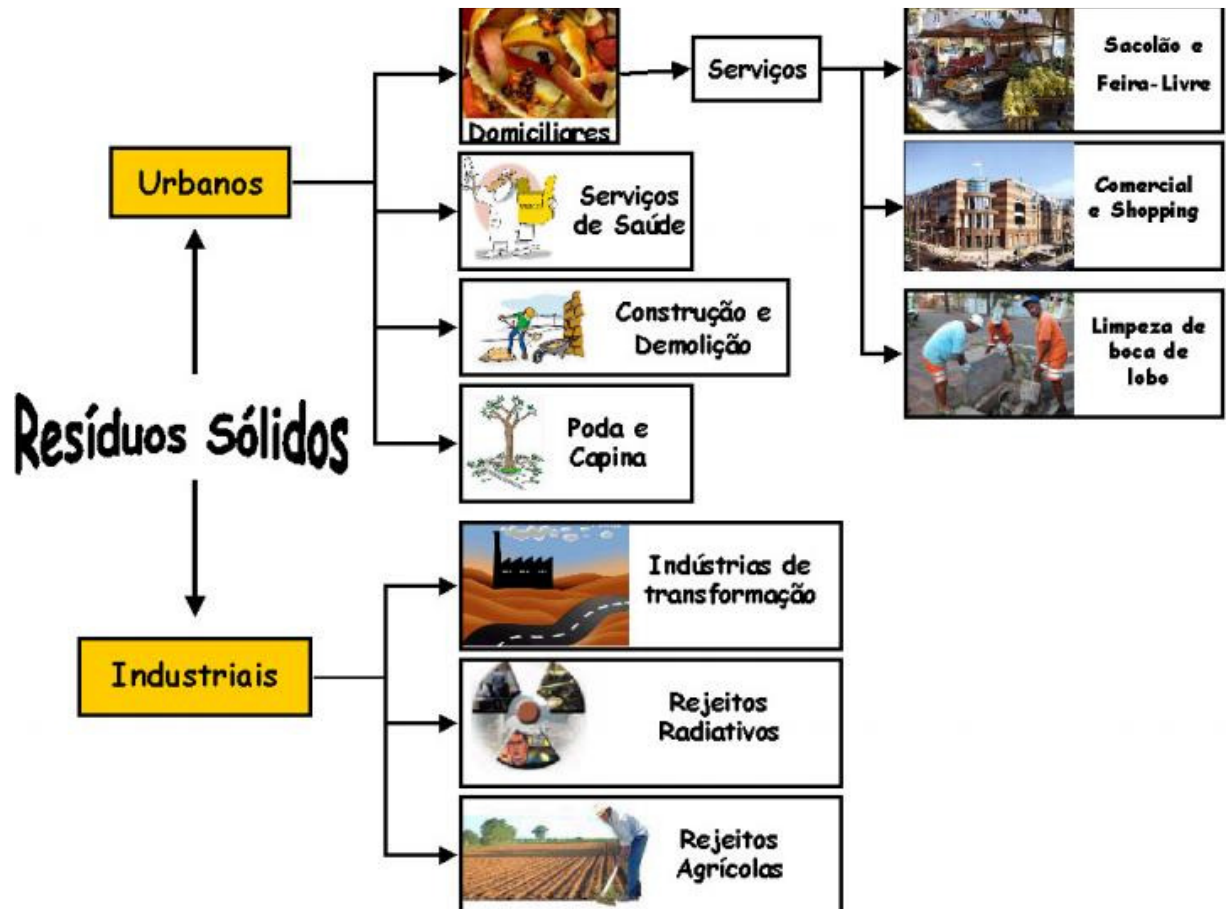 Resíduos Sólidos
Urbanos
Domiciliares
Serviços
Sacolão e
Feira-Livre
Comercial
e Shopping
Limpeza de
boca de
lobo
Serviços
de Saúde
Construção e
Demolição
Poda e
Capina
Industriais
Indústrias de
transformação
Rejeitos
Radiativos
Rejeitos
Agrícolas